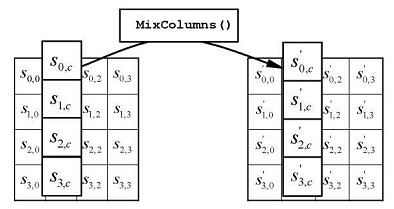 MixColumns()
s0,c s'0,c
s0,0 s0,2 s0,3 s'0,0 s'0,2 s'0,3
s1,c s'1,c
s1,0 s1,2 s1,3 s'1,0 s'1,2 s'1,3
s2,c s'2,c
s2,0 s2,2 s2,3 s'2,0 s'2,2 s'2,3
s3,c s'3,c
s3,0 s3,2 s3,3 s'3,0 s'3,2 s'3,3